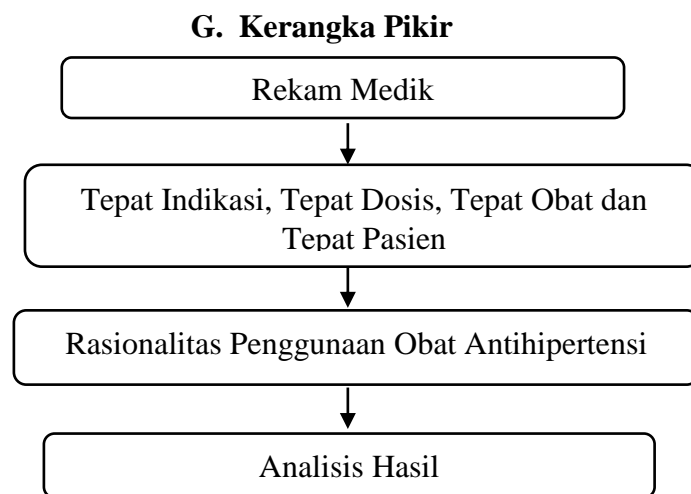 G. Kerangka Pikir
Rekam Medik
Tepat Indikasi, Tepat Dosis, Tepat Obat dan
Tepat Pasien
Rasionalitas Penggunaan Obat Antihipertensi
Analisis Hasil